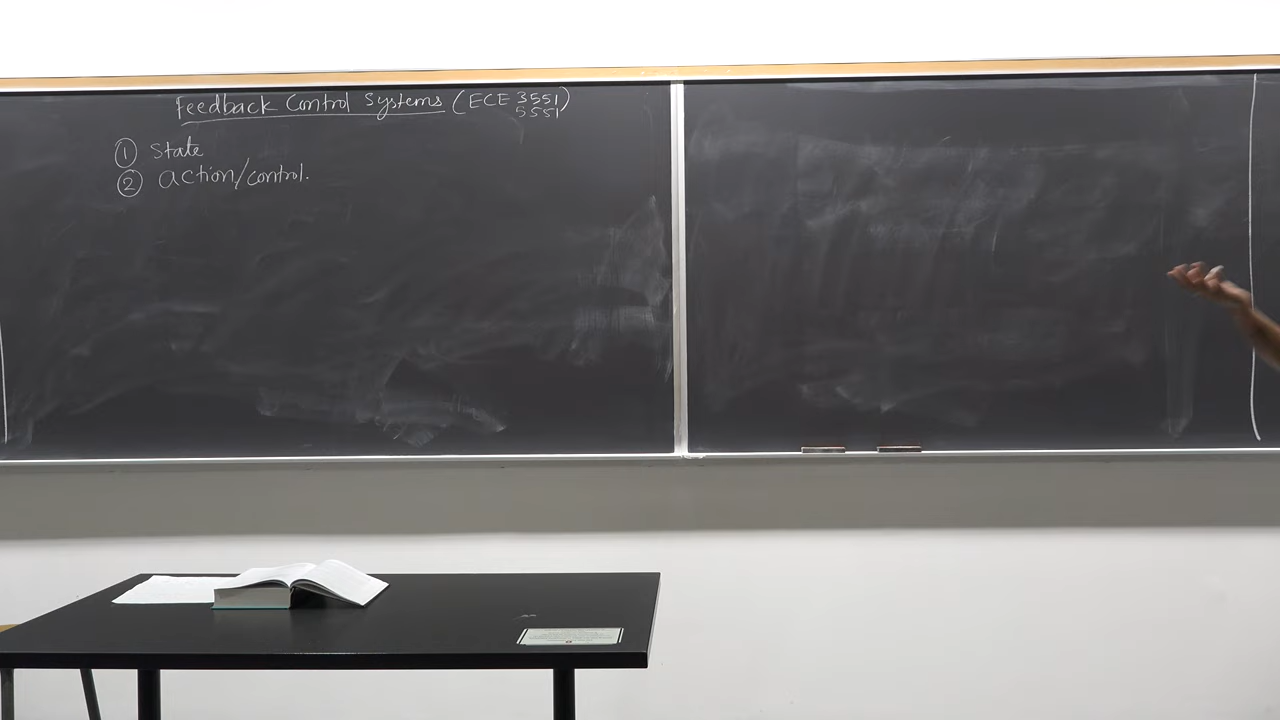 Feedback Control Systems (ECE 3551)
5551
① State
② action/control.